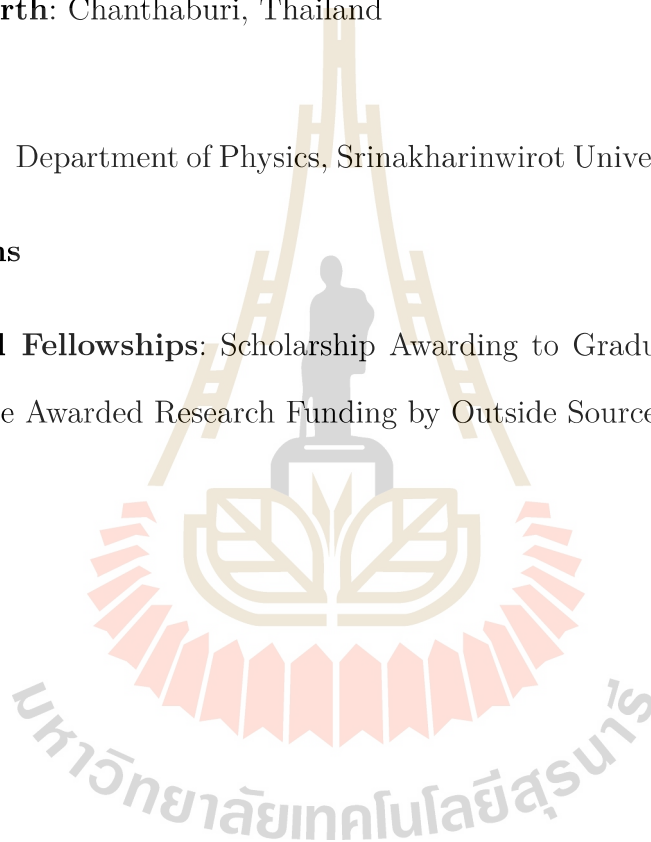 rth: Chanthaburi, Thailand
Department of Physics, Srinakharinwirot Unive
ns
l Fellowships: Scholarship Awarding to Gradu
e Awarded Research Funding by Outside Source
มหาวิทยาลัยเทคโนโลยีสุรนารี